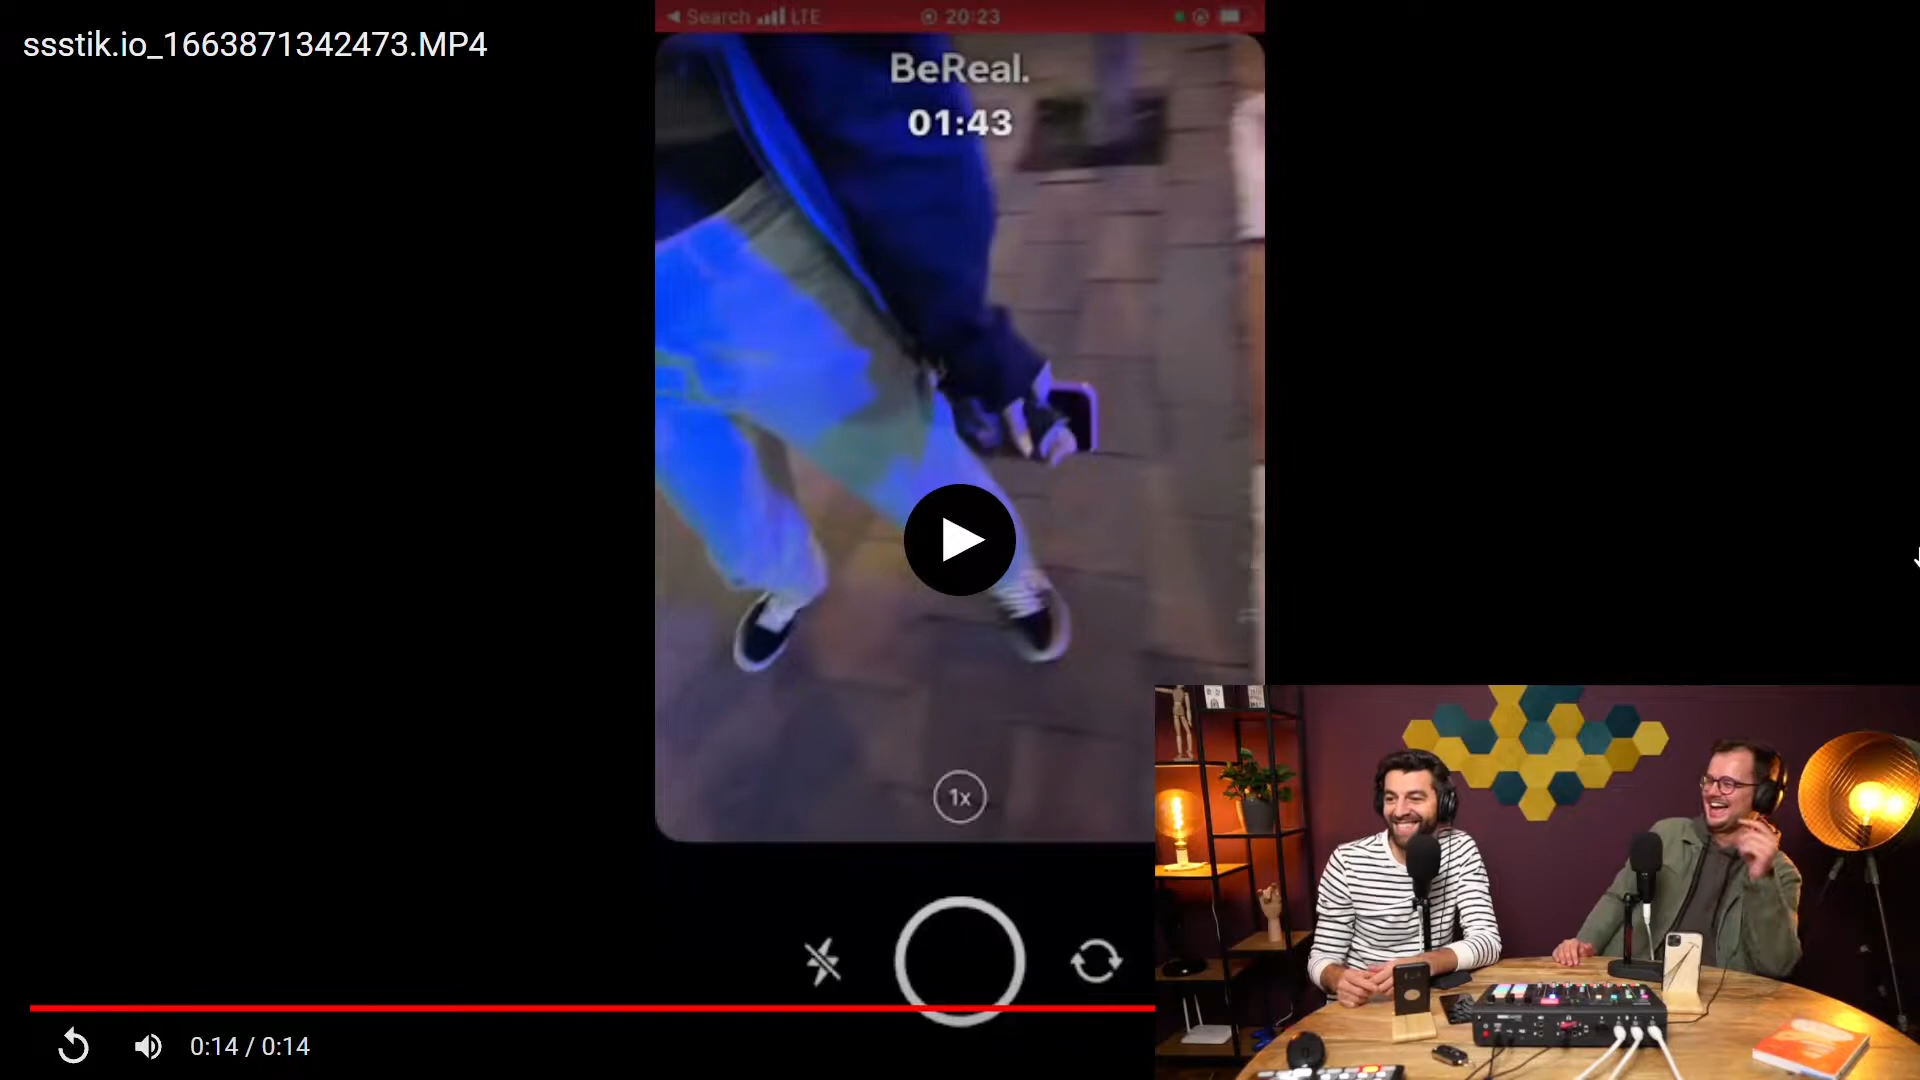 Search LTE 20:23
ssstik.io_1663871342473.MP4
BeReal.
01:43
1x
0:14 / 0:14